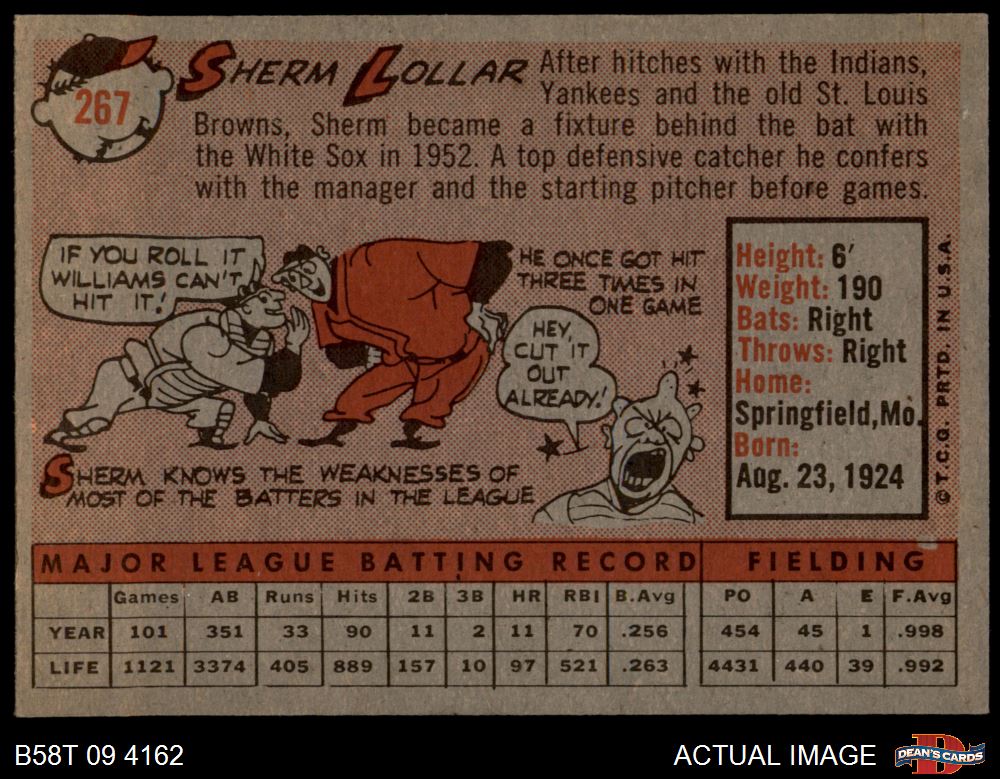 267
SHERM LOLLAR
After hitches with the Indians,
Yankees and the old St. Louis
Browns, Sherm became a fixture behind the bat with
the White Sox in 1952. A top defensive catcher he confers
with the manager and the starting pitcher before games.
IF YOU ROLL IT
WILLIAMS CAN'T
HIT IT!
HE ONCE GOT HIT
THREE TIMES IN
ONE GAME
HEY,
CUT IT
OUT
ALREADY!
SHERM KNOWS THE WEAKNESSES OF
MOST OF THE BATTERS IN THE LEAGUE
Height: 6'
Weight: 190
Bats: Right
Throws: Right
Home:
Springfield, Mo.
Born:
Aug. 23, 1924
© T.C.G. PRTD. IN U.S.A.
MAJOR LEAGUE BATTING RECORD FIELDING
Games AB Runs Hits 2B 3B HR RBI B.Avg PO A E F.Avg
YEAR 101 351 33 90 11 2 11 70 .256 454 45 1 .998
LIFE 1121 3374 405 889 157 10 97 521 .263 4431 440 39 .992
B58T 09 4162
ACTUAL IMAGE
D
DEAN'S CARDS